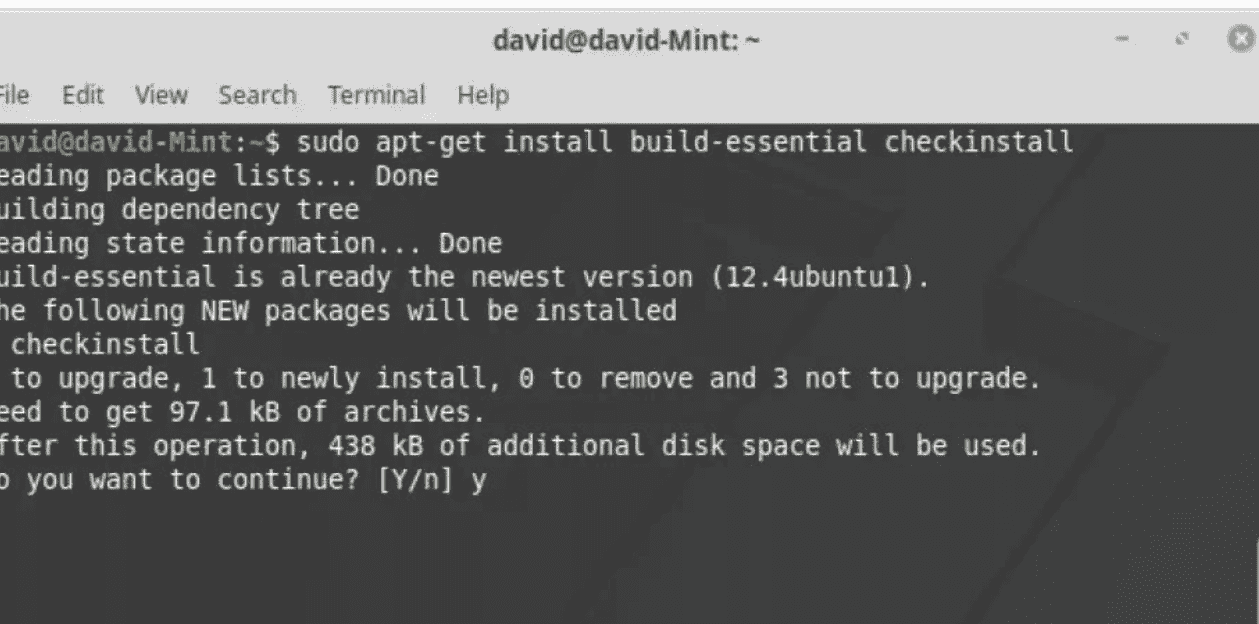 david@david-Mint: ~
File Edit View Search Terminal Help
avid@david-Mint:~$ sudo apt-get install build-essential checkinstall
eading package lists... Done
uilding dependency tree
eading state information... Done
uild-essential is already the newest version (12.4ubuntu1).
he following NEW packages will be installed
checkinstall
to upgrade, 1 to newly install, 0 to remove and 3 not to upgrade.
eed to get 97.1 kB of archives.
fter this operation, 438 kB of additional disk space will be used.
o you want to continue? [Y/n] y